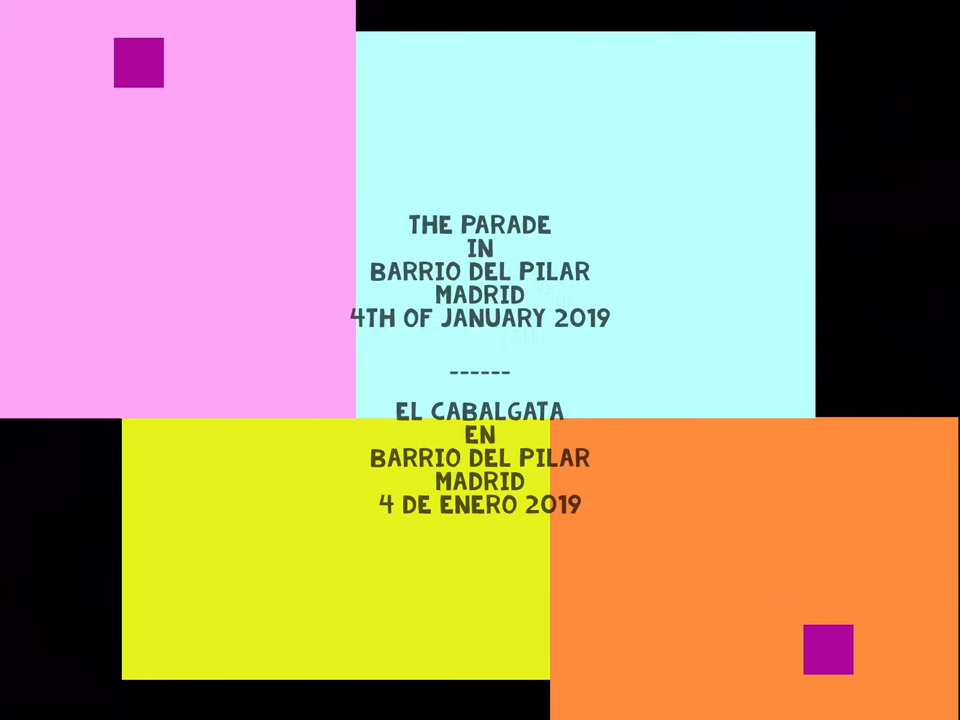 THE PARADE
IN
BARRIO DEL PILAR
MADRID
4TH OF JANUARY 2019
------
EL CABALGATA
EN
BARRIO DEL PILAR
MADRID
4 DE ENERO 2019